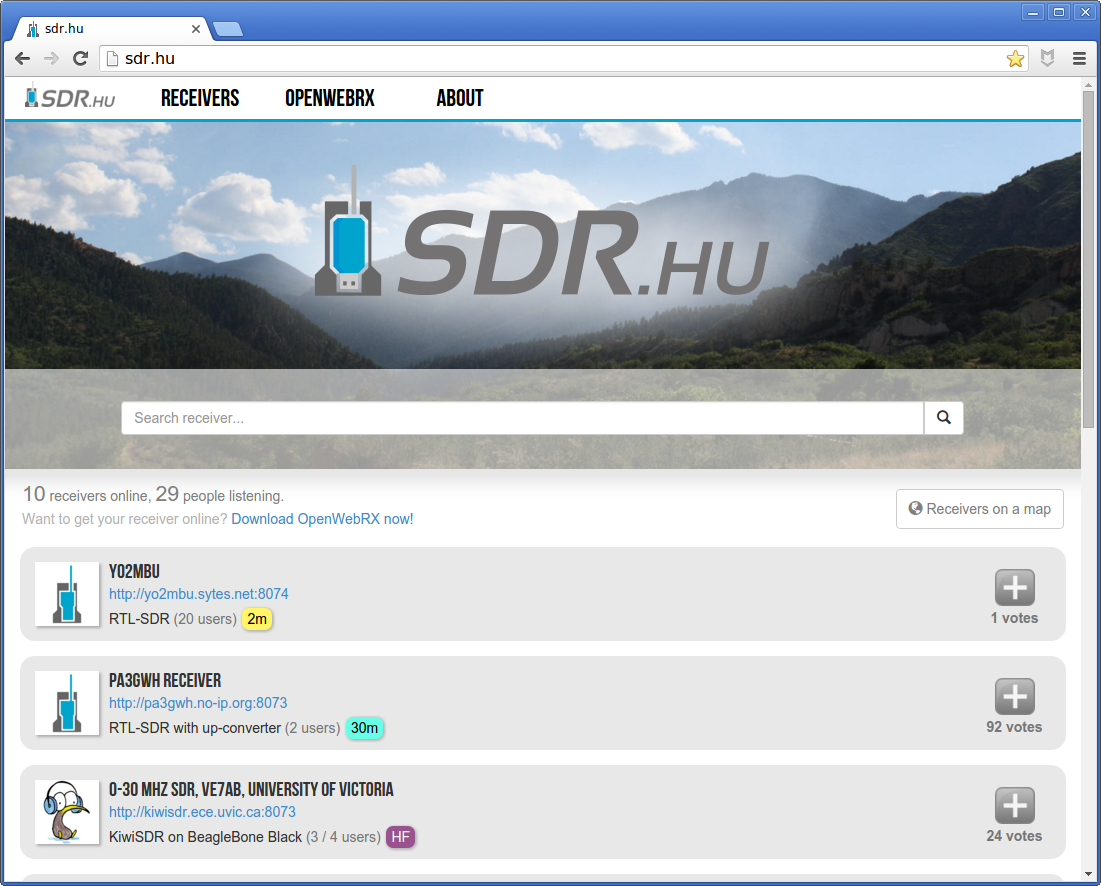 sdr.hu
sdr.hu
SDR.HU RECEIVERS OPENWEBRX ABOUT
SDR.HU
Search receiver...
10 receivers online, 29 people listening.
Want to get your receiver online? Download OpenWebRX now!
Receivers on a map
YO2MBU
http://yo2mbu.sytes.net:8074
RTL-SDR (20 users) 2m
1 votes
PA3GWH RECEIVER
http://pa3gwh.no-ip.org:8073
RTL-SDR with up-converter (2 users) 30m
92 votes
0-30 MHZ SDR, VE7AB, UNIVERSITY OF VICTORIA
http://kiwisdr.ece.uvic.ca:8073
KiwiSDR on BeagleBone Black (3 / 4 users) HF
24 votes